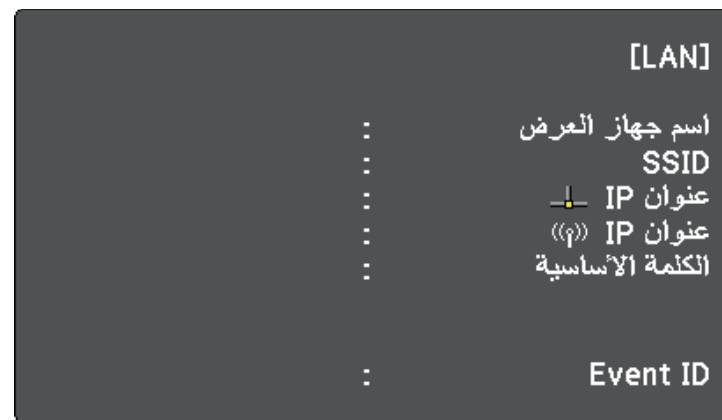 [LAN]
اسم جهاز العرض :
SSID :
عنوان IP :
عنوان IP :
الكلمة الأساسية :
Event ID :